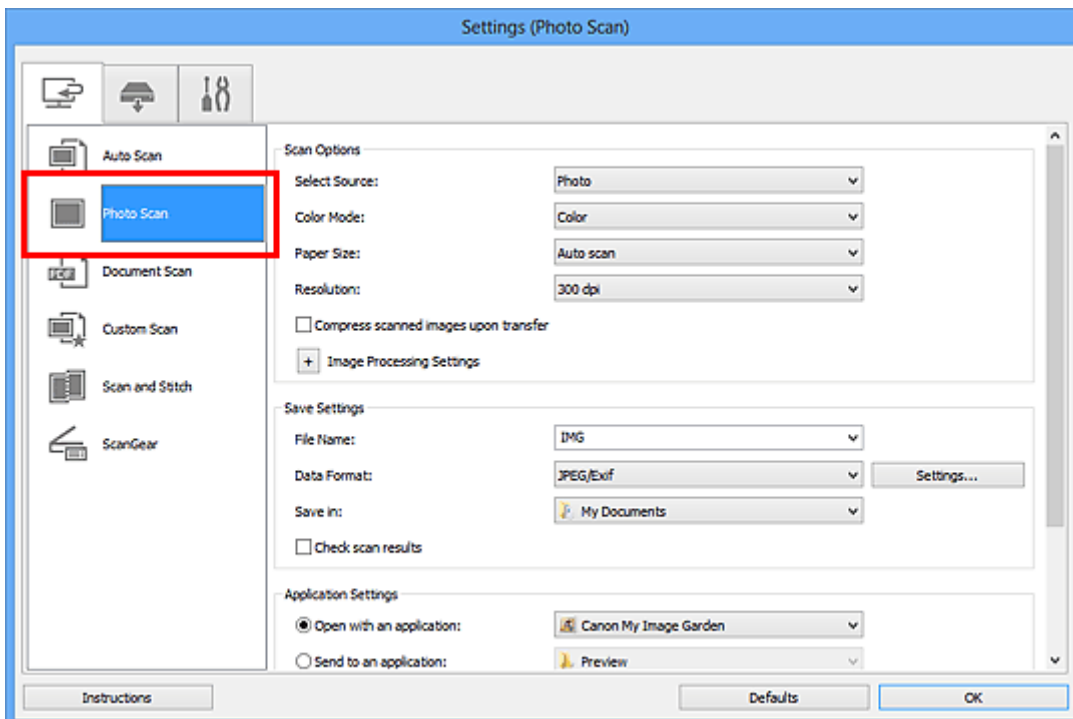 Settings (Photo Scan)
Auto Scan
Photo Scan
Document Scan
Custom Scan
Scan and Stitch
ScanGear
Scan Options
Select Source: Photo
Color Mode: Color
Paper Size: Auto scan
Resolution: 300 dpi
Compress scanned images upon transfer
+ Image Processing Settings
Save Settings
File Name: IMG
Data Format: JPEG/Exif Settings...
Save in: My Documents
Check scan results
Application Settings
Open with an application: Canon My Image Garden
Send to an application: Preview
Instructions Defaults OK